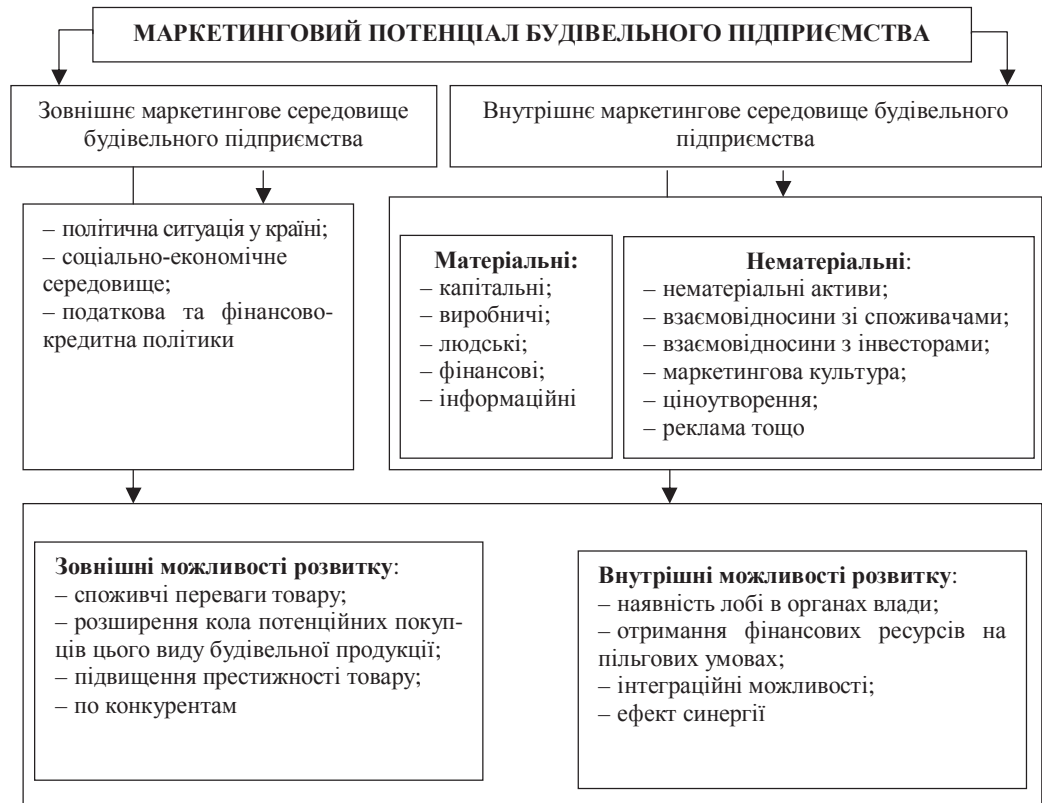 МАРКЕТИНГОВИЙ ПОТЕНЦІАЛ БУДІВЕЛЬНОГО ПІДПРИЄМСТВА
Зовнішнє маркетингове середовище
будівельного підприємства
Внутрішнє маркетингове середовище будівельного
підприємства
– політична ситуація у країні;
– соціально-економічне
середовище;
– податкова та фінансово-
кредитна політики
Матеріальні:
– капітальні;
– виробничі;
– людські;
– фінансові;
– інформаційні
Нематеріальні:
– нематеріальні активи;
– взаємовідносини зі споживачами;
– взаємовідносини з інвесторами;
– маркетингова культура;
– ціноутворення;
– реклама тощо
Зовнішні можливості розвитку:
– споживчі переваги товару;
– розширення кола потенційних покуп-
ців цього виду будівельної продукції;
– підвищення престижності товару;
– по конкурентам
Внутрішні можливості розвитку:
– наявність лобі в органах влади;
– отримання фінансових ресурсів на
пільгових умовах;
– інтеграційні можливості;
– ефект синергії